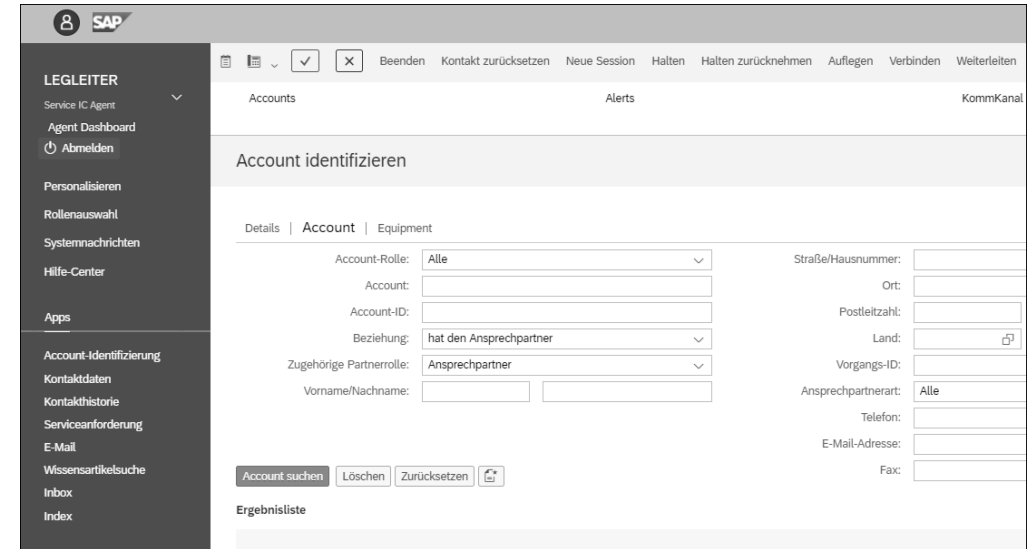 SAP
LEGLEITER
Service IC Agent
Agent Dashboard
Abmelden
Personalisieren
Rollenauswahl
Systemnachrichten
Hilfe-Center
Apps
Account-Identifizierung
Kontaktdaten
Kontakthistorie
Serviceanforderung
E-Mail
Wissensartikelsuche
Inbox
Index
Beenden Kontakt zurücksetzen Neue Session Halten Halten zurücknehmen Auflegen Verbinden Weiterleiten
Accounts Alerts KommKanal
Account identifizieren
Details | Account | Equipment
Account-Rolle: Alle
Account:
Account-ID:
Beziehung: hat den Ansprechpartner
Zugehörige Partnerrolle: Ansprechpartner
Vorname/Nachname:
Straße/Hausnummer:
Ort:
Postleitzahl:
Land:
Vorgangs-ID:
Ansprechpartnerart: Alle
Telefon:
E-Mail-Adresse:
Fax:
Account suchen Löschen Zurücksetzen
Ergebnisliste